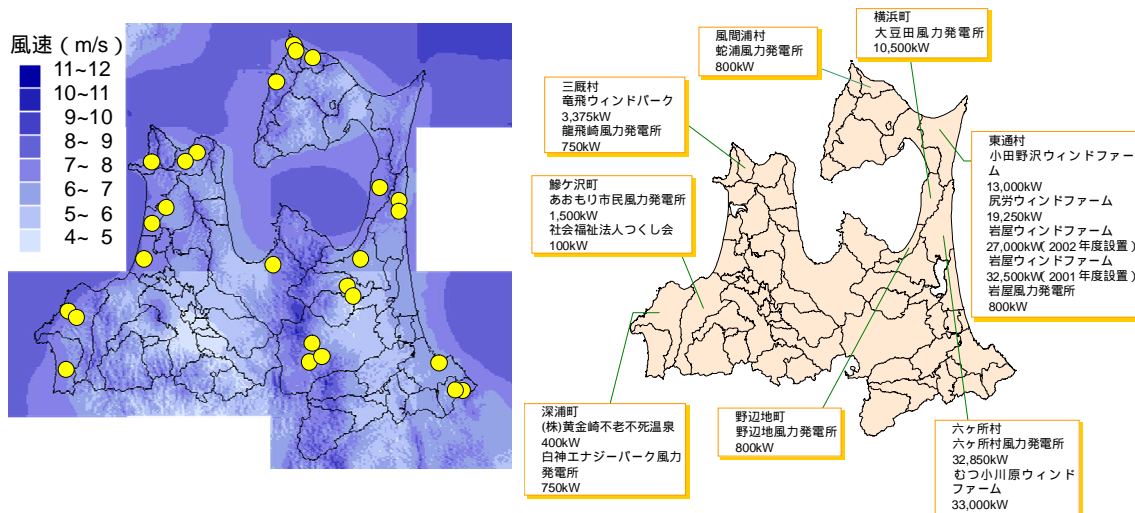 風速（m/s）
11~12
10~11
9~10
8~ 9
7~ 8
6~ 7
5~ 6
4~ 5
横浜町
大豆田風力発電所
10,500kW
風間浦村
蛇浦風力発電所
800kW
三厩村
竜飛ウィンドパーク
3,375kW
龍飛崎風力発電所
750kW
東通村
小田野沢ウィンドファー
ム
13,000kW
尻労ウィンドファーム
19,250kW
岩屋ウィンドファーム
27,000kW(2002年度設置)
岩屋ウィンドファーム
32,500kW(2001年度設置)
岩屋風力発電所
800kW
鰺ケ沢町
あおもり市民風力発電所
1,500kW
社会福祉法人つくし会
100kW
深浦町
(株)黄金崎不老不死温泉
400kW
白神エナジーパーク風力
発電所
750kW
野辺地町
野辺地風力発電所
800kW
六ヶ所村
六ヶ所村風力発電所
32,850kW
むつ小川原ウィンド
ファーム
33,000kW